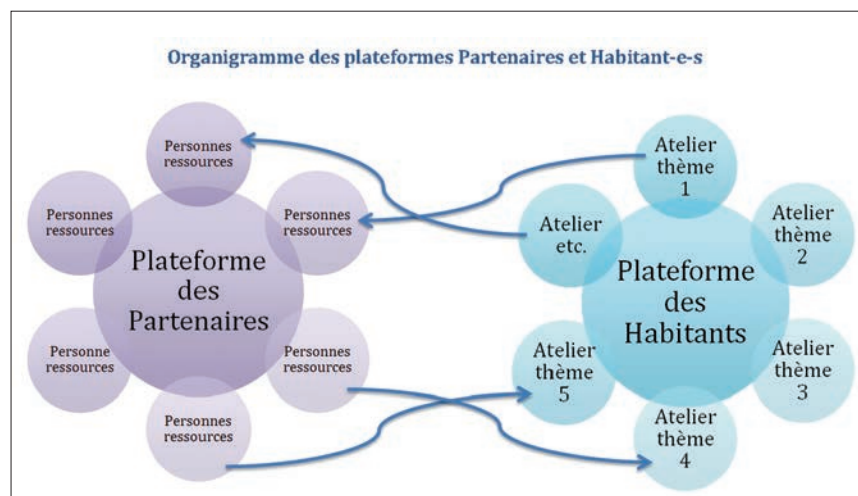 Organigramme des plateformes Partenaires et Habitant-e-s
Personnes
ressources
Personnes
ressources
Personnes
ressources
Plateforme
des
Partenaires
Personne
ressources
Personnes
ressources
Personnes
ressources
Atelier
thème
1
Atelier
etc.
Atelier
thème
2
Plateforme
des
Habitants
Atelier
thème
5
Atelier
thème
3
Atelier
thème
4